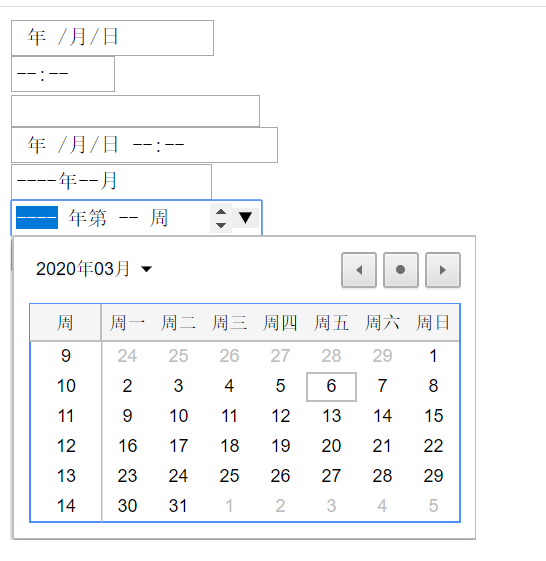 年 /月/日
--:--
年 /月/日 --:--
----年--月
---- 年第 -- 周
2020年03月
周 周一 周二 周三 周四 周五 周六 周日
9 24 25 26 27 28 29 1
10 2 3 4 5 6 7 8
11 9 10 11 12 13 14 15
12 16 17 18 19 20 21 22
13 23 24 25 26 27 28 29
14 30 31 1 2 3 4 5